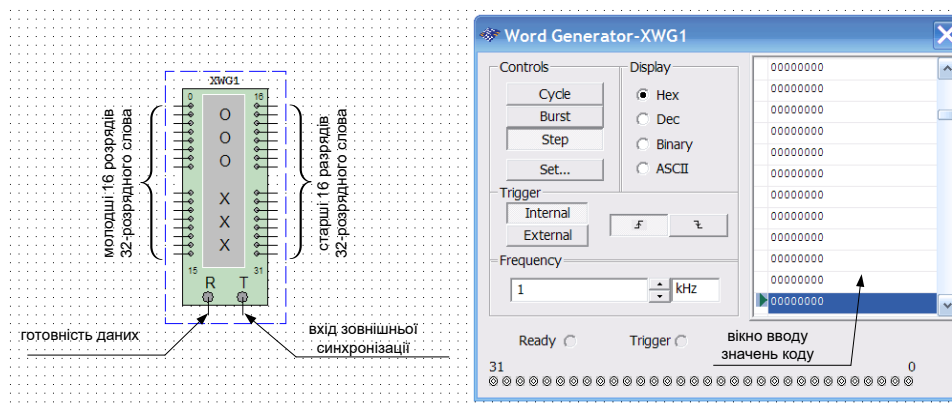 XWG1
0 16
O
O
O
X
X
X
15 31
R T
молодші 16 розрядів
32-розрядного слова
старші 16 разрядів
32-розрядного слова
готовність даних
вхід зовнішньої
синхронізації
Word Generator-XWG1
Controls
Cycle
Burst
Step
Set...
Display
Hex
Dec
Binary
ASCII
Trigger
Internal
External
Frequency
1 kHz
Ready
Trigger
00000000
00000000
00000000
00000000
00000000
00000000
00000000
00000000
00000000
00000000
00000000
00000000
вікно вводу
значень коду
31 0